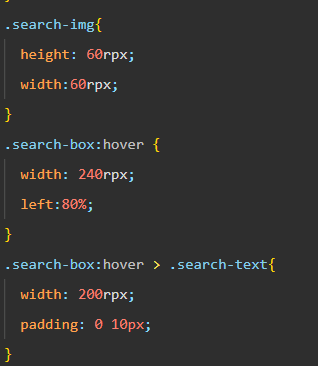 }
.search-img{
height: 60rpx;
width:60rpx;
}
.search-box:hover {
width: 240rpx;
left:80%;
}
.search-box:hover > .search-text{
width: 200rpx;
padding: 0 10px;
}